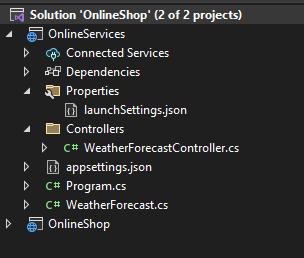 Solution 'OnlineShop' (2 of 2 projects)
OnlineServices
Connected Services
Dependencies
Properties
launchSettings.json
Controllers
C# WeatherForecastController.cs
appsettings.json
C# Program.cs
C# WeatherForecast.cs
OnlineShop